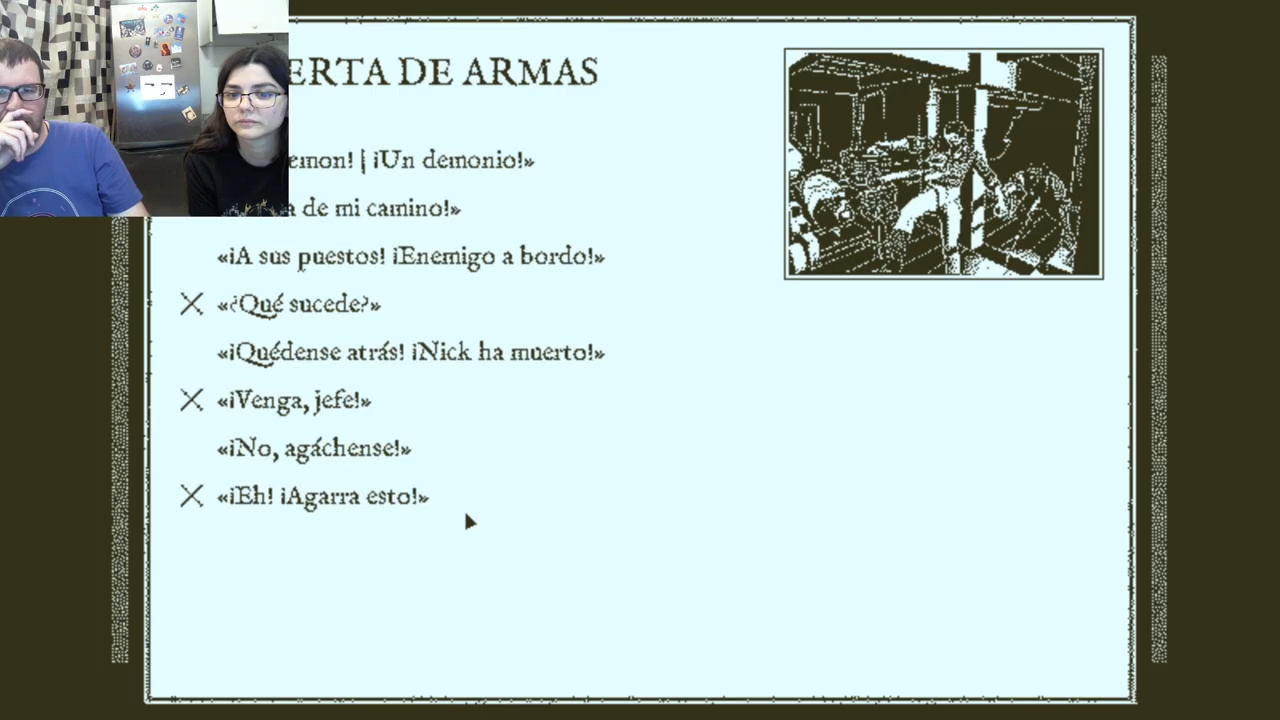 ERTA DE ARMAS
emon! | ¡Un demonio!»
de mi camino!»
«¡A sus puestos! ¡Enemigo a bordo!»
«¿Qué sucede?»
«¡Quédense atrás! ¡Nick ha muerto!»
«¡Venga, jefe!»
«¡No, agáchense!»
«¡Eh! ¡Agarra esto!»